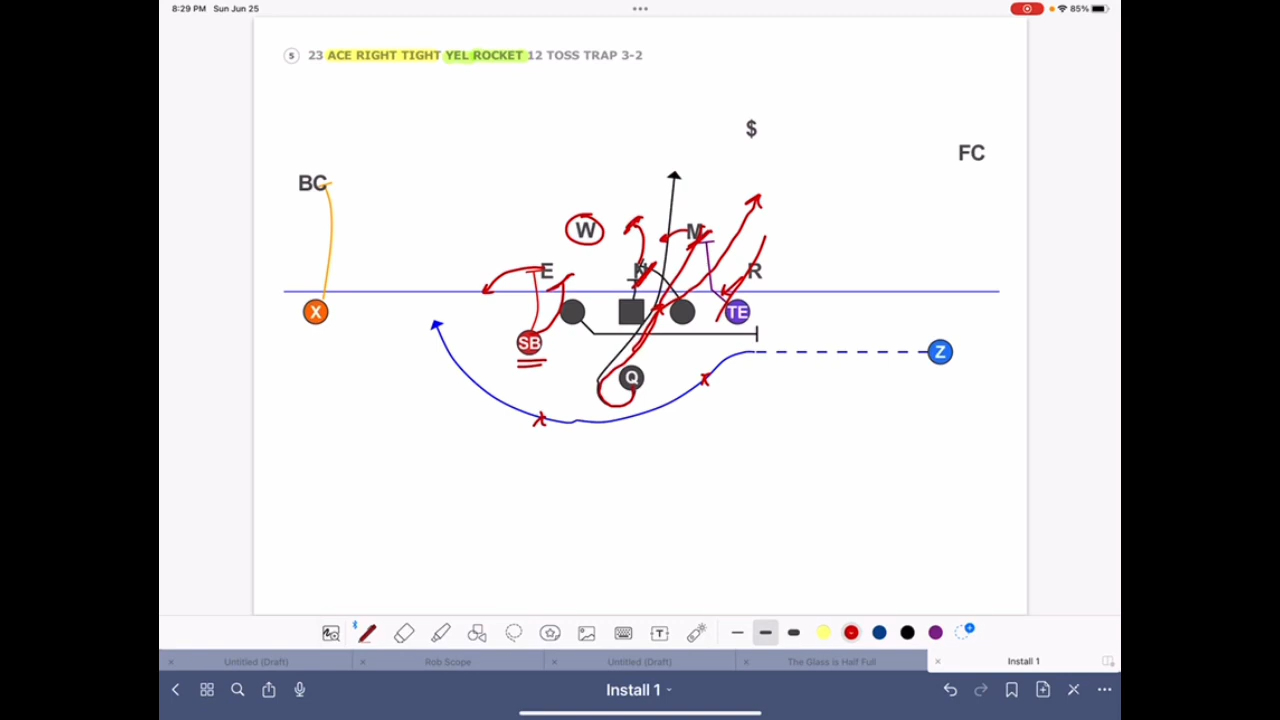 8:29 PM Sun Jun 25
85%
5 23 ACE RIGHT TIGHT YEL ROCKET 12 TOSS TRAP 3-2
$
FC
BC
W
M
E
N
R
X
TE
SB
Z
Q
T
Untitled (Draft)
Rob Scope
Untitled (Draft)
The Glass is Half Full
Install 1
Install 1